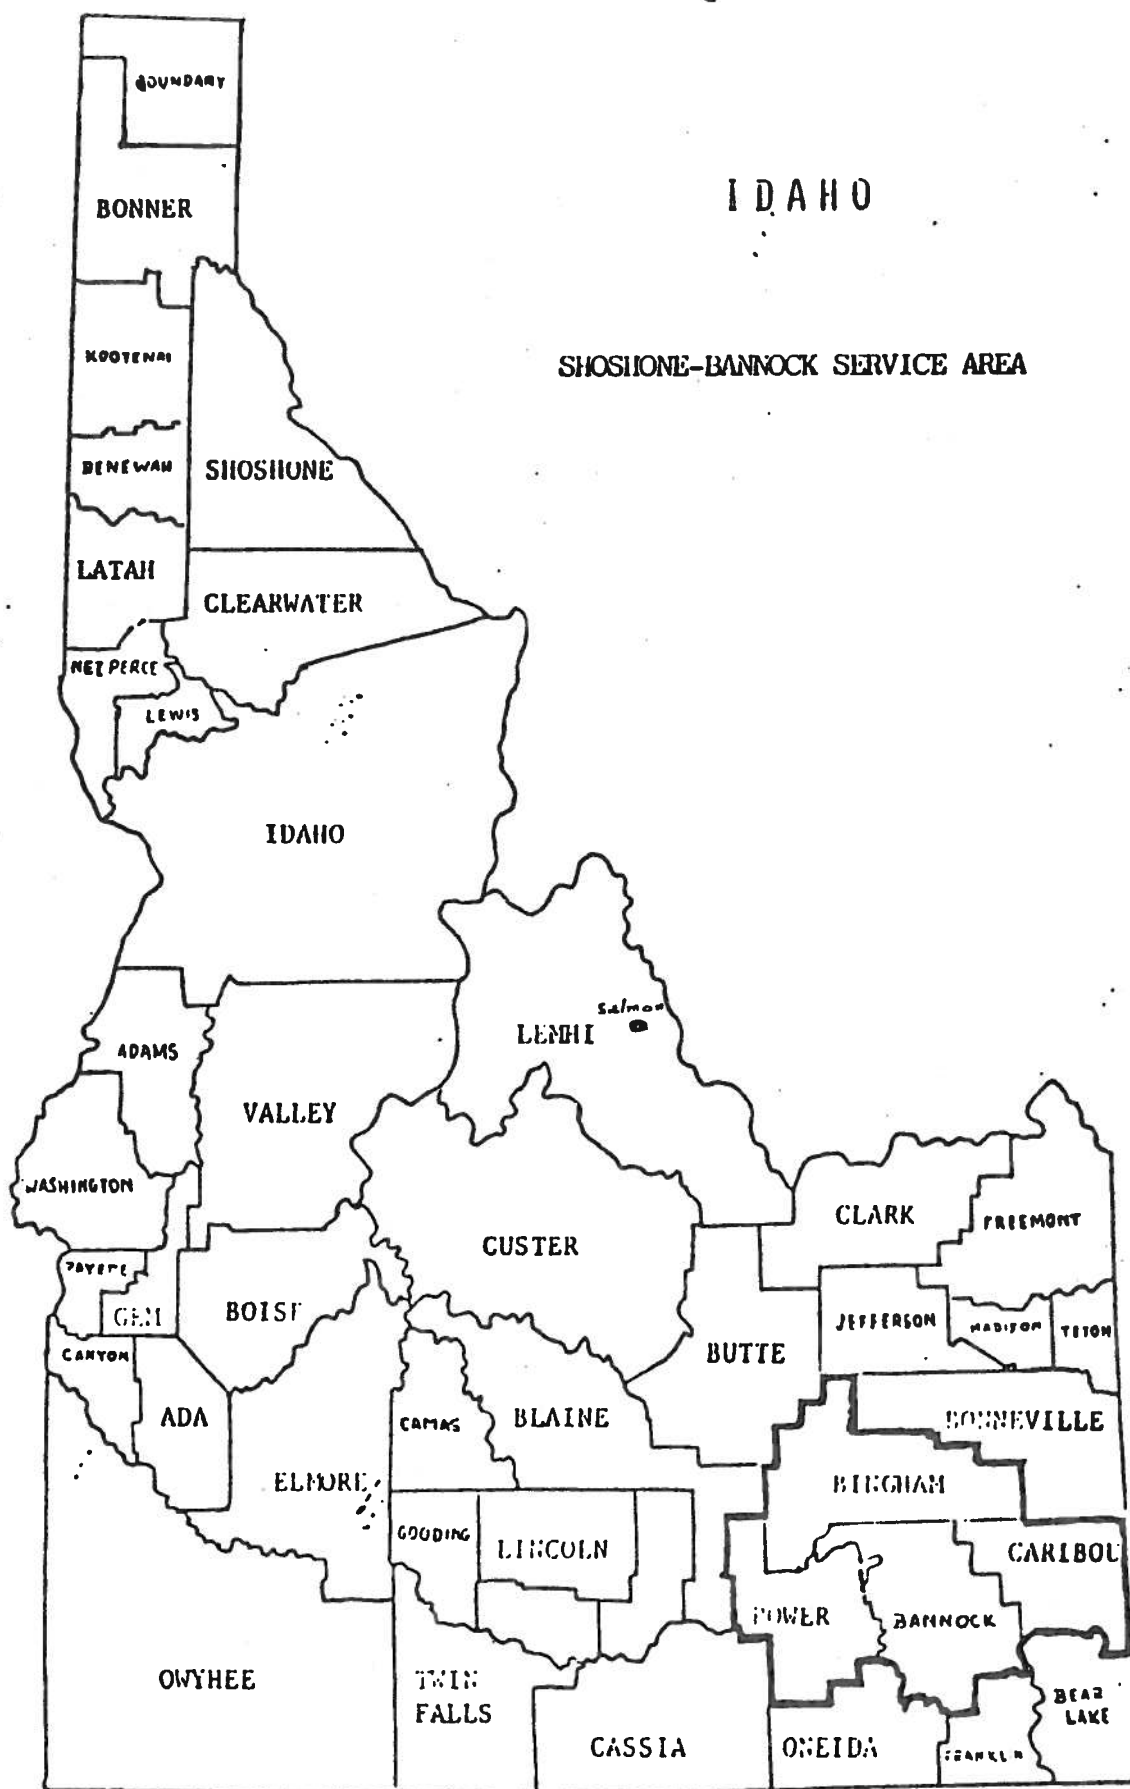 BOUNDARY
IDAHO
BONNER
KOOTENAI
SHOSHONE-BANNOCK SERVICE AREA
BENEWAH
SHOSHONE
LATAH
CLEARWATER
NEZ PERCE
LEWIS
IDAHO
Salmon
LEMHI
ADAMS
VALLEY
WASHINGTON
CLARK
FREEMONT
CUSTER
PAYETE
GEM
BOISE
JEFFERSON
MADISON
TETON
CANYON
BUTTE
ADA
CAMAS
BLAINE
BONNEVILLE
ELMORE
BINGHAM
GOODING
LINCOLN
CARIBOU
POWER
BANNOCK
OWYHEE
TWIN
FALLS
BEAR
LAKE
CASSIA
ONEIDA
FRANKLIN